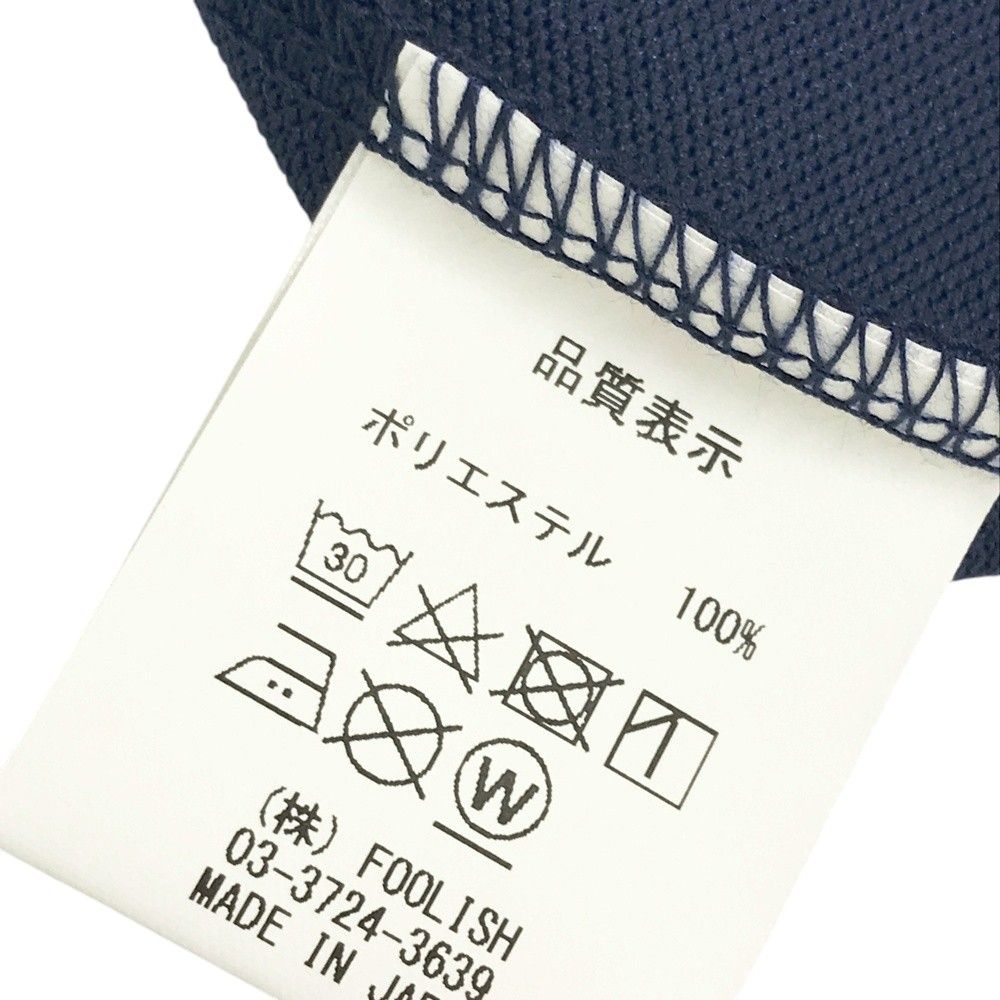 品質表示
ポリエステル 100%
30
W
(株) FOOLISH
03-3724-3639
MADE IN